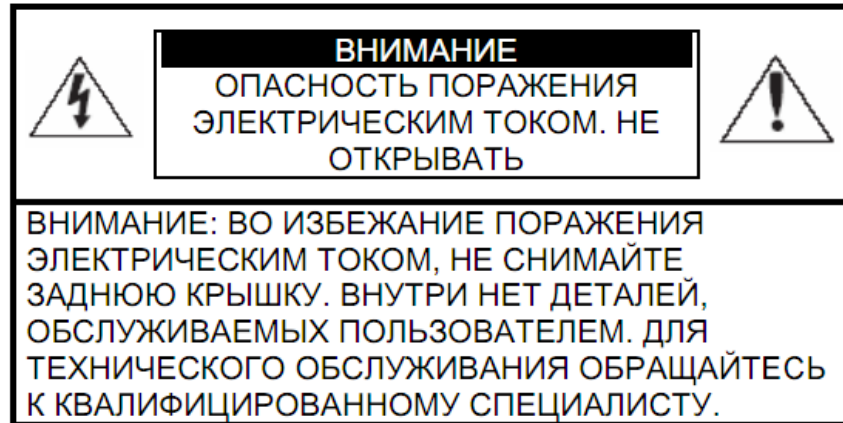 ВНИМАНИЕ
ОПАСНОСТЬ ПОРАЖЕНИЯ
ЭЛЕКТРИЧЕСКИМ ТОКОМ. НЕ
ОТКРЫВАТЬ
ВНИМАНИЕ: ВО ИЗБЕЖАНИЕ ПОРАЖЕНИЯ
ЭЛЕКТРИЧЕСКИМ ТОКОМ, НЕ СНИМАЙТЕ
ЗАДНЮЮ КРЫШКУ. ВНУТРИ НЕТ ДЕТАЛЕЙ,
ОБСЛУЖИВАЕМЫХ ПОЛЬЗОВАТЕЛЕМ. ДЛЯ
ТЕХНИЧЕСКОГО ОБСЛУЖИВАНИЯ ОБРАЩАЙТЕСЬ
К КВАЛИФИЦИРОВАННОМУ СПЕЦИАЛИСТУ.